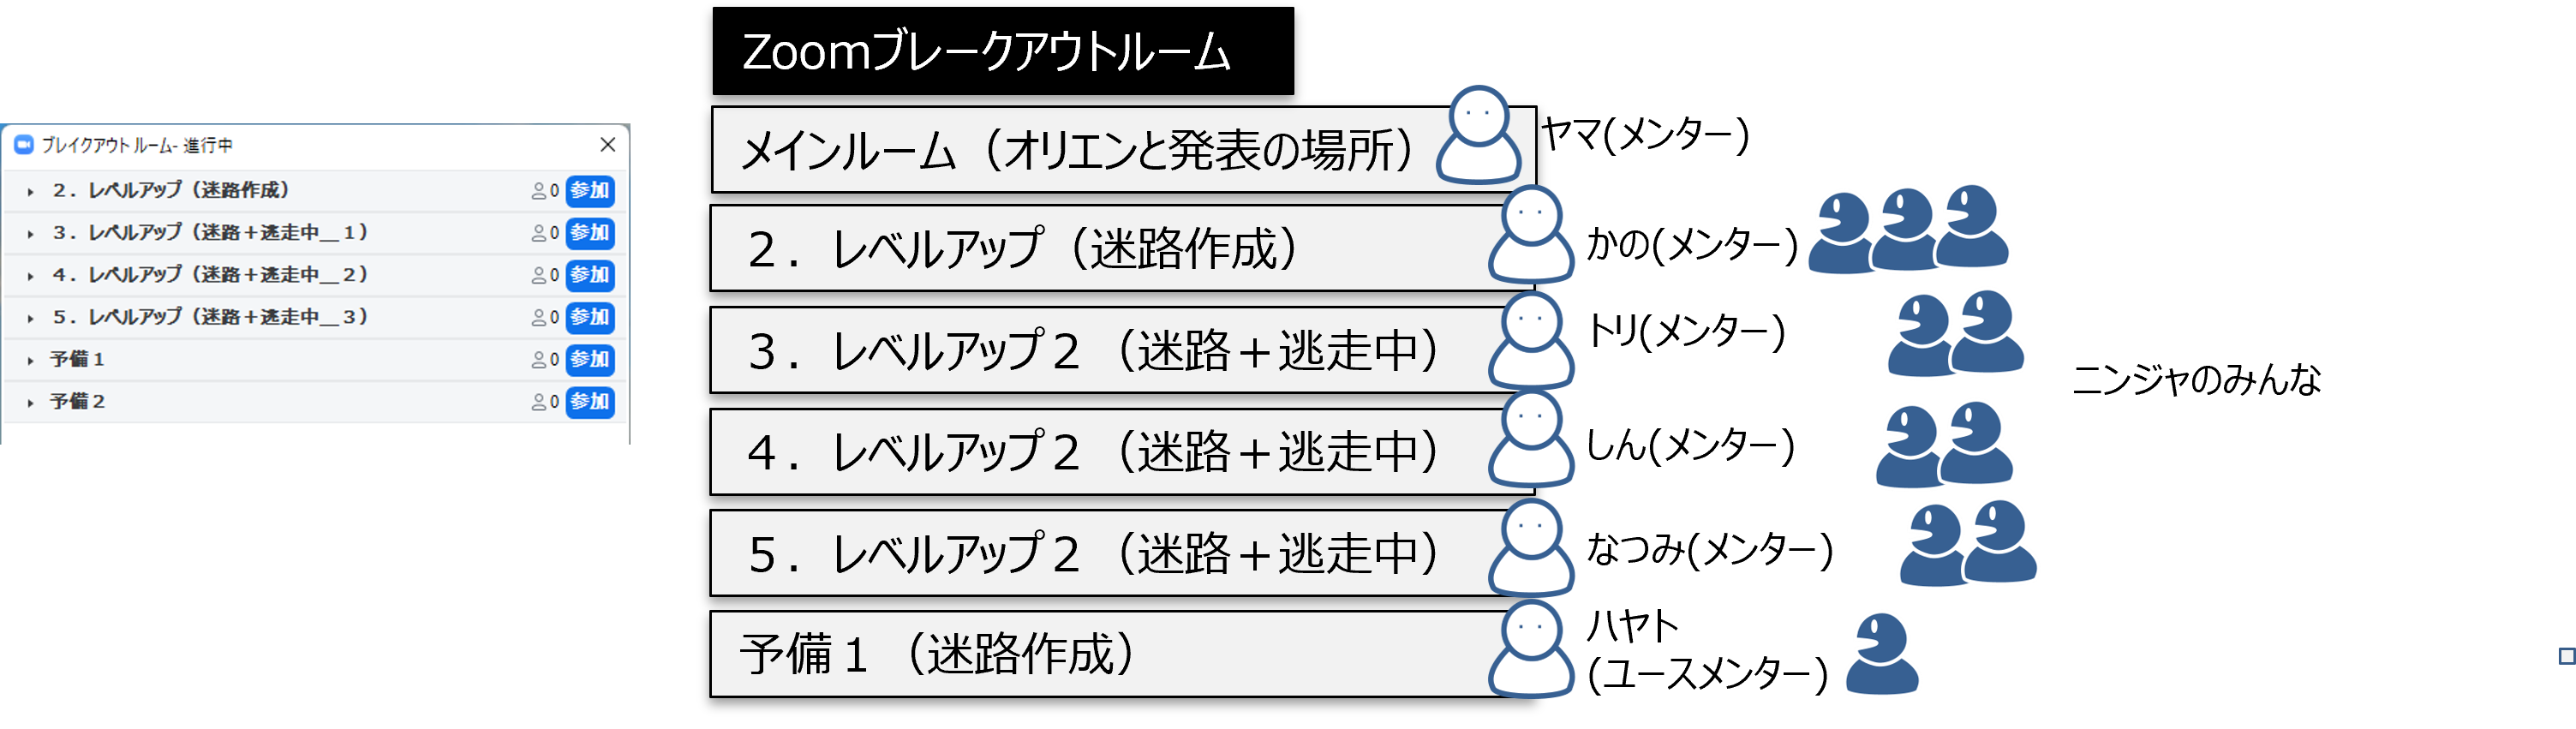 Zoomブレークアウトルーム
メインルーム（オリエンと発表の場所）
ヤマ(メンター)
２．レベルアップ（迷路作成）
かの(メンター)
３．レベルアップ２（迷路＋逃走中）
トリ(メンター)
４．レベルアップ２（迷路＋逃走中）
しん(メンター)
５．レベルアップ２（迷路＋逃走中）
なつみ(メンター)
予備１（迷路作成）
ハヤト
(ユースメンター)
ニンジャのみんな
ブレイクアウト ルーム- 進行中
２．レベルアップ（迷路作成） 0 参加
３．レベルアップ（迷路＋逃走中＿１） 0 参加
４．レベルアップ（迷路＋逃走中＿２） 0 参加
５．レベルアップ（迷路＋逃走中＿３） 0 参加
予備１ 0 参加
予備２ 0 参加